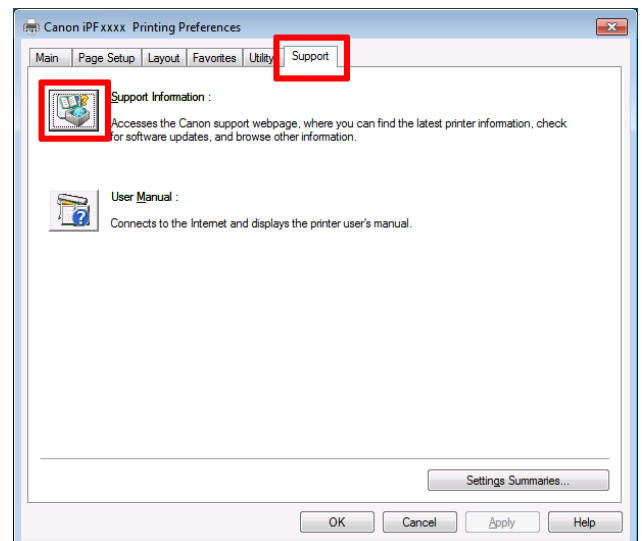 Canon iPFxxxx Printing Preferences
Main Page Setup Layout Favorites Utility Support
Support Information :
Accesses the Canon support webpage, where you can find the latest printer information, check
for software updates, and browse other information.
User Manual :
Connects to the Internet and displays the printer user's manual.
Settings Summaries...
OK Cancel Apply Help